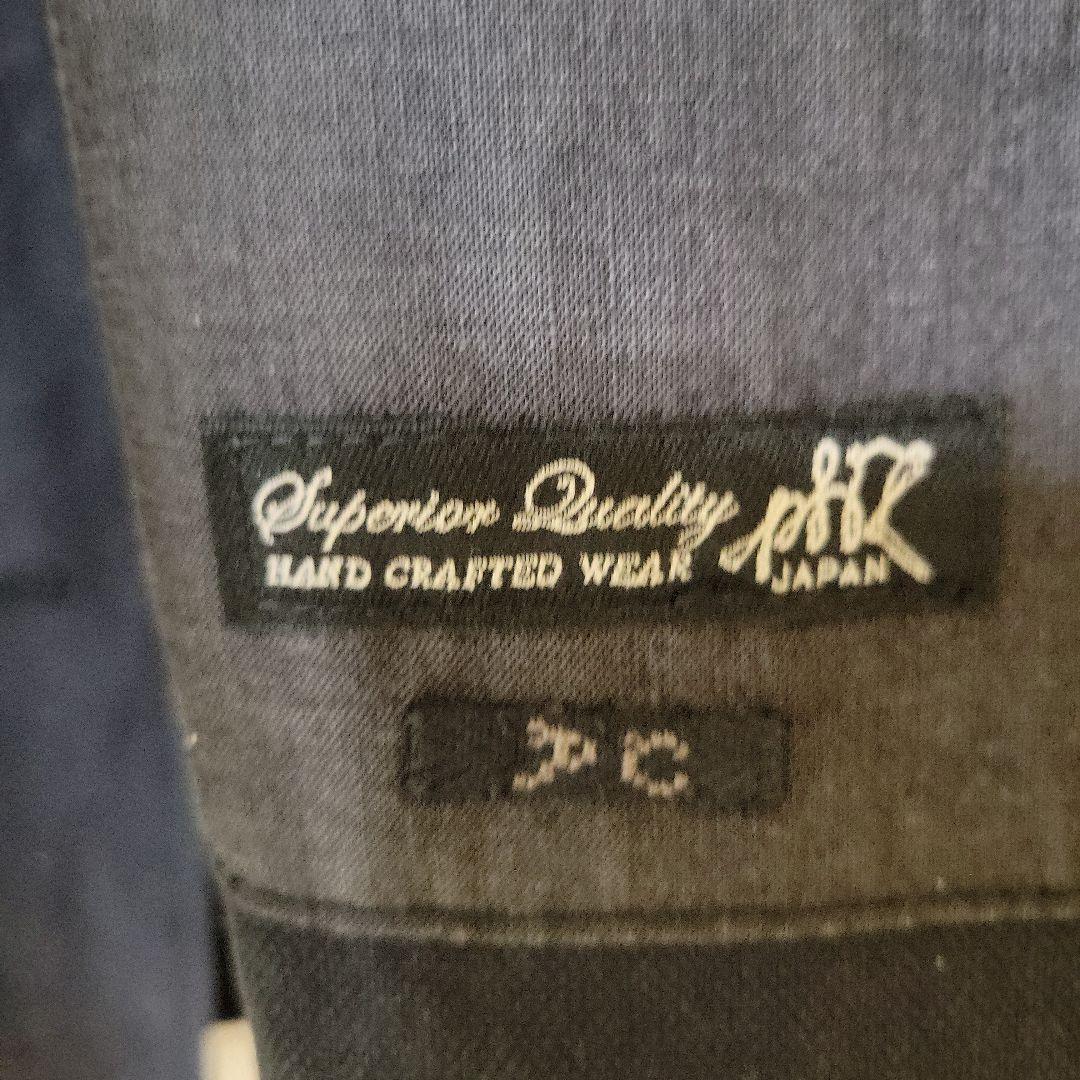 Superior Quality
HAND CRAFTED WEAR
JAPAN
A C